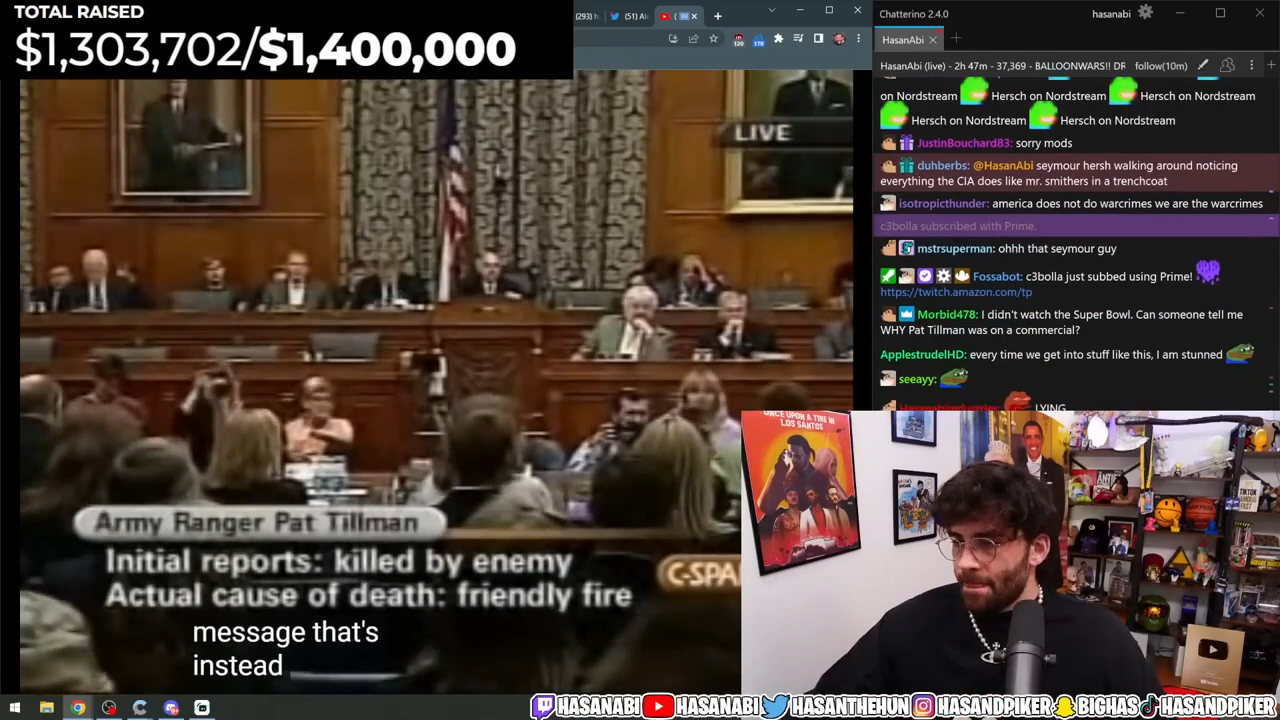 TOTAL RAISED
$1,303,702/$1,400,000
(293) h
(51) Al
120
170
LIVE
Army Ranger Pat Tillman
Initial reports: killed by enemy
Actual cause of death: friendly fire
C-SPA
message that's
instead
Chatterino 2.4.0
hasanabi
HasanAbi
HasanAbi (live) - 2h 47m - 37,369 - BALLOONWARS!! DR
follow(10m)
on Nordstream Hersch on Nordstream Hersch on
Hersch on Nordstream Hersch on Nordstream
JustinBouchard83: sorry mods
duhberbs: @HasanAbi seymour hersh walking around noticing
everything the CIA does like mr. smithers in a trenchcoat
isotropicthunder: america does not do warcrimes we are the warcrimes
c3bolla subscribed with Prime.
mstrsuperman: ohhh that seymour guy
Fossabot: c3bolla just subbed using Prime!
https://twitch.amazon.com/tp
Morbid478: I didn't watch the Super Bowl. Can someone tell me
WHY Pat Tillman was on a commercial?
ApplestrudelHD: every time we get into stuff like this, I am stunned
seeayy:
LYING
ONCE UPON A TIME IN
LOS SANTOS
YouTube
HASANABI
HASANABI
HASANTHEHUN
HASANDPIKER
BIGHAS
HASANDPIKER